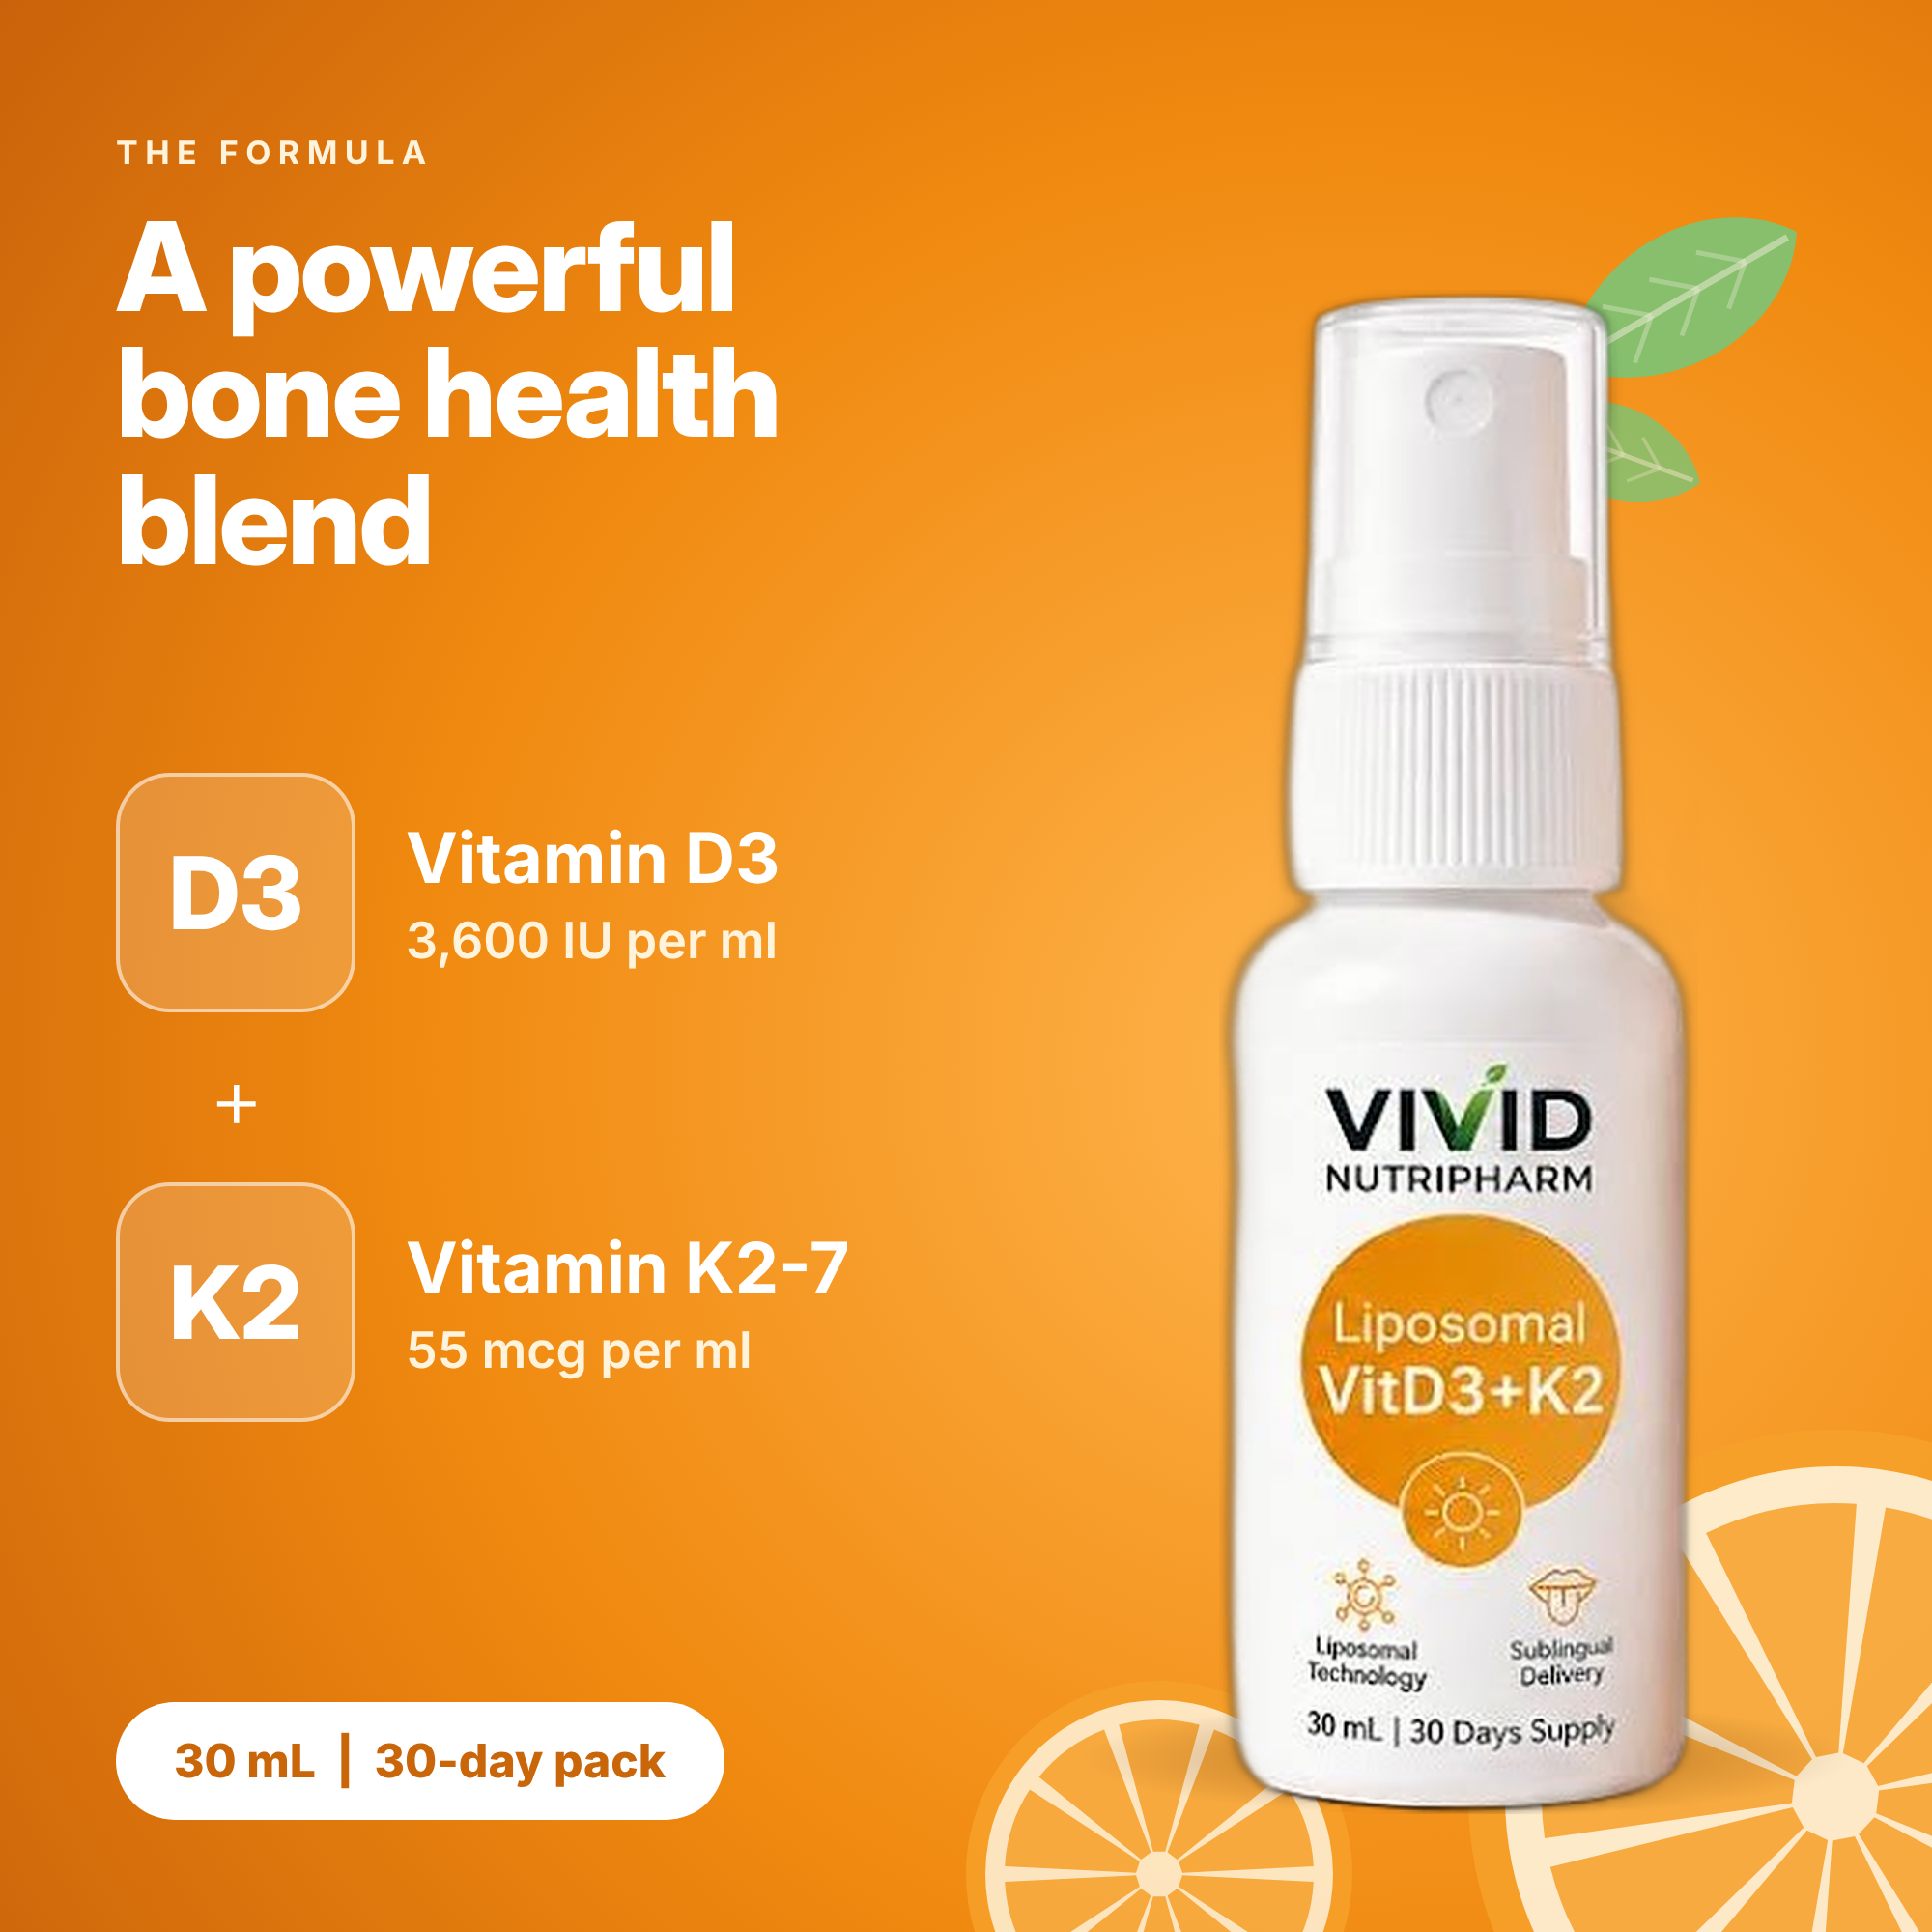 THE FORMULA
A powerful
bone health
blend
D3
Vitamin D3
3,600 IU per ml
+
K2
Vitamin K2-7
55 mcg per ml
30 mL | 30-day pack
VIVID
NUTRIPHARM
Liposomal
VitD3+K2
Liposomal
Technology
Sublingual
Delivery
30 mL | 30 Days Supply